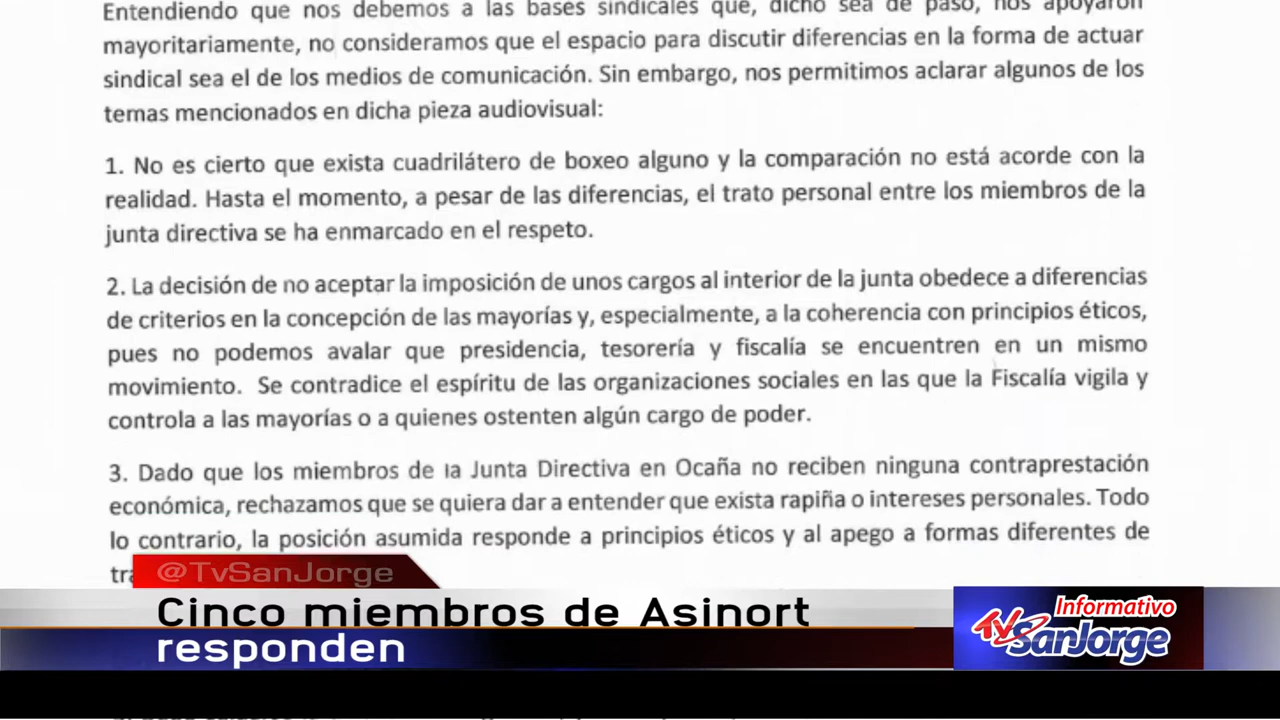 Entendiendo que nos debemos a las bases sindicales que, dicho sea de paso, nos apoyaron
mayoritariamente, no consideramos que el espacio para discutir diferencias en la forma de actuar
sindical sea el de los medios de comunicación. Sin embargo, nos permitimos aclarar algunos de los
temas mencionados en dicha pieza audiovisual:
1. No es cierto que exista cuadrilátero de boxeo alguno y la comparación no está acorde con la
realidad. Hasta el momento, a pesar de las diferencias, el trato personal entre los miembros de la
junta directiva se ha enmarcado en el respeto.
2. La decisión de no aceptar la imposición de unos cargos al interior de la junta obedece a diferencias
de criterios en la concepción de las mayorías y, especialmente, a la coherencia con principios éticos,
pues no podemos avalar que presidencia, tesorería y fiscalía se encuentren en un mismo
movimiento. Se contradice el espíritu de las organizaciones sociales en las que la Fiscalía vigila y
controla a las mayorías o a quienes ostenten algún cargo de poder.
3. Dado que los miembros de la Junta Directiva en Ocaña no reciben ninguna contraprestación
económica, rechazamos que se quiera dar a entender que exista rapiña o intereses personales. Todo
lo contrario, la posición asumida responde a principios éticos y al apego a formas diferentes de
@TvSanJorge
Cinco miembros de Asinort
responden
Informativo
TV SanJorge